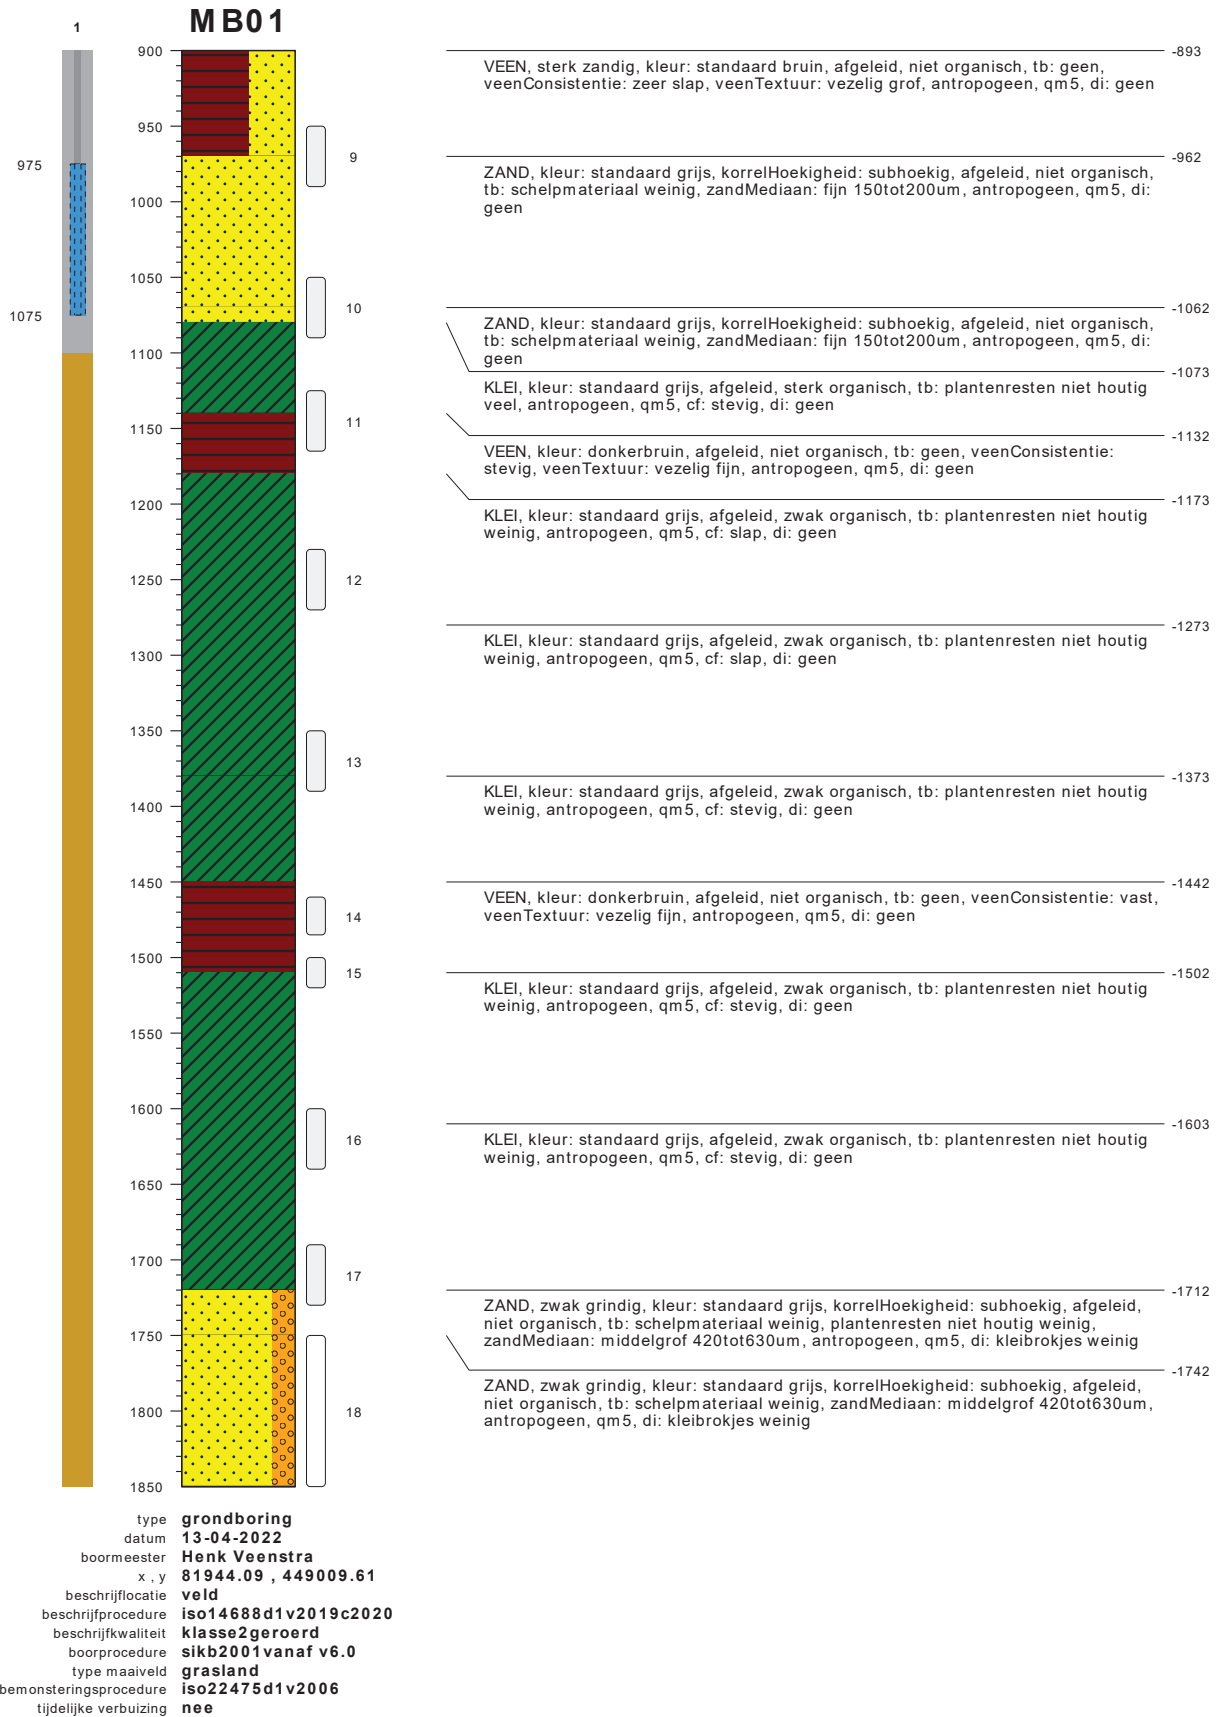 1
MB01
900
-893
VEEN, sterk zandig, kleur: standaard bruin, afgeleid, niet organisch, tb: geen,
veenConsistentie: zeer slap, veenTextuur: vezelig grof, antropogeen, qm5, di: geen
950
9
-962
975
ZAND, kleur: standaard grijs, korrelHoekigheid: subhoekig, afgeleid, niet organisch,
tb: schelpmateriaal weinig, zandMediaan: fijn 150tot200um, antropogeen, qm5, di:
geen
1000
1050
10
-1062
1075
ZAND, kleur: standaard grijs, korrelHoekigheid: subhoekig, afgeleid, niet organisch,
tb: schelpmateriaal weinig, zandMediaan: fijn 150tot200um, antropogeen, qm5, di:
geen
1100
-1073
KLEI, kleur: standaard grijs, afgeleid, sterk organisch, tb: plantenresten niet houtig
veel, antropogeen, qm5, cf: stevig, di: geen
11
1150
-1132
VEEN, kleur: donkerbruin, afgeleid, niet organisch, tb: geen, veenConsistentie:
stevig, veenTextuur: vezelig fijn, antropogeen, qm5, di: geen
1200
-1173
KLEI, kleur: standaard grijs, afgeleid, zwak organisch, tb: plantenresten niet houtig
weinig, antropogeen, qm5, cf: slap, di: geen
1250
12
-1273
1300
KLEI, kleur: standaard grijs, afgeleid, zwak organisch, tb: plantenresten niet houtig
weinig, antropogeen, qm5, cf: slap, di: geen
1350
13
-1373
1400
KLEI, kleur: standaard grijs, afgeleid, zwak organisch, tb: plantenresten niet houtig
weinig, antropogeen, qm5, cf: stevig, di: geen
1450
-1442
VEEN, kleur: donkerbruin, afgeleid, niet organisch, tb: geen, veenConsistentie: vast,
veenTextuur: vezelig fijn, antropogeen, qm5, di: geen
14
1500
15
-1502
KLEI, kleur: standaard grijs, afgeleid, zwak organisch, tb: plantenresten niet houtig
weinig, antropogeen, qm5, cf: stevig, di: geen
1550
1600
-1603
16
KLEI, kleur: standaard grijs, afgeleid, zwak organisch, tb: plantenresten niet houtig
weinig, antropogeen, qm5, cf: stevig, di: geen
1650
1700
17
-1712
ZAND, zwak grindig, kleur: standaard grijs, korrelHoekigheid: subhoekig, afgeleid,
niet organisch, tb: schelpmateriaal weinig, plantenresten niet houtig weinig,
zandMediaan: middelgrof 420tot630um, antropogeen, qm5, di: kleibrokjes weinig
1750
-1742
ZAND, zwak grindig, kleur: standaard grijs, korrelHoekigheid: subhoekig, afgeleid,
niet organisch, tb: schelpmateriaal weinig, zandMediaan: middelgrof 420tot630um,
antropogeen, qm5, di: kleibrokjes weinig
1800
18
1850
type grondboring
datum 13-04-2022
boormeester Henk Veenstra
x , y 81944.09 , 449009.61
beschrijflocatie veld
beschrijfprocedure iso14688d1v2019c2020
beschrijfkwaliteit klasse2geroerd
boorprocedure sikb2001vanaf v6.0
type maaiveld grasland
bemonsteringsprocedure iso22475d1v2006
tijdelijke verbuizing nee